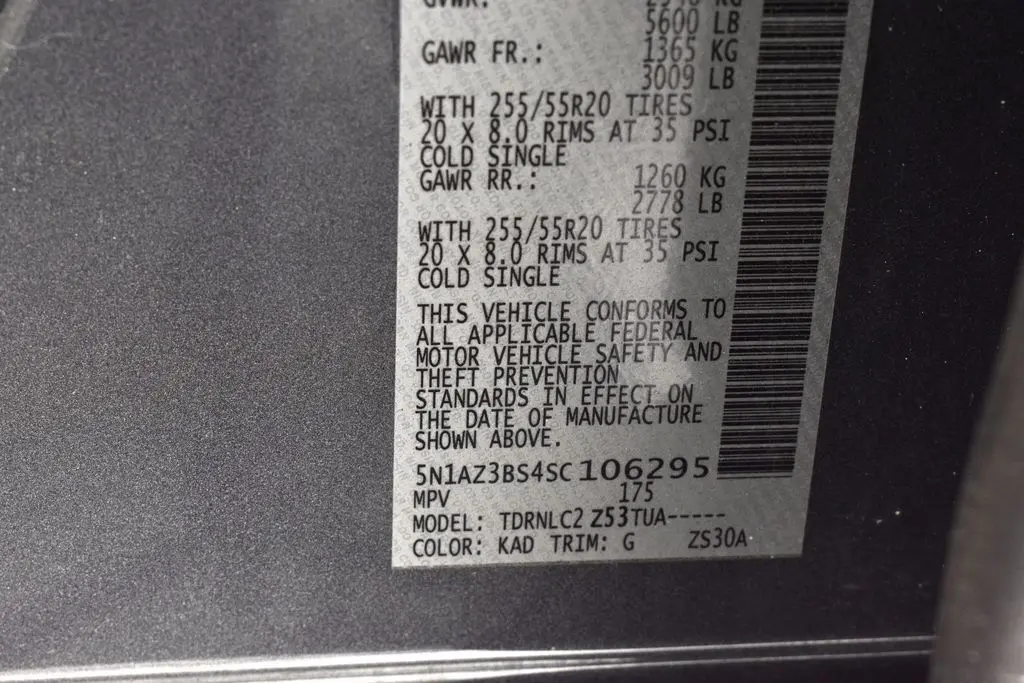 GVWR: 2540 KG
5600 LB
GAWR FR.: 1365 KG
3009 LB
WITH 255/55R20 TIRES
20 X 8.0 RIMS AT 35 PSI
COLD SINGLE
GAWR RR.: 1260 KG
2778 LB
WITH 255/55R20 TIRES
20 X 8.0 RIMS AT 35 PSI
COLD SINGLE
THIS VEHICLE CONFORMS TO
ALL APPLICABLE FEDERAL
MOTOR VEHICLE SAFETY AND
THEFT PREVENTION
STANDARDS IN EFFECT ON
THE DATE OF MANUFACTURE
SHOWN ABOVE.
5N1AZ3BS4SC106295
MPV 175
MODEL: TDRNLC2 Z53TUA-----
COLOR: KAD TRIM: G ZS30A